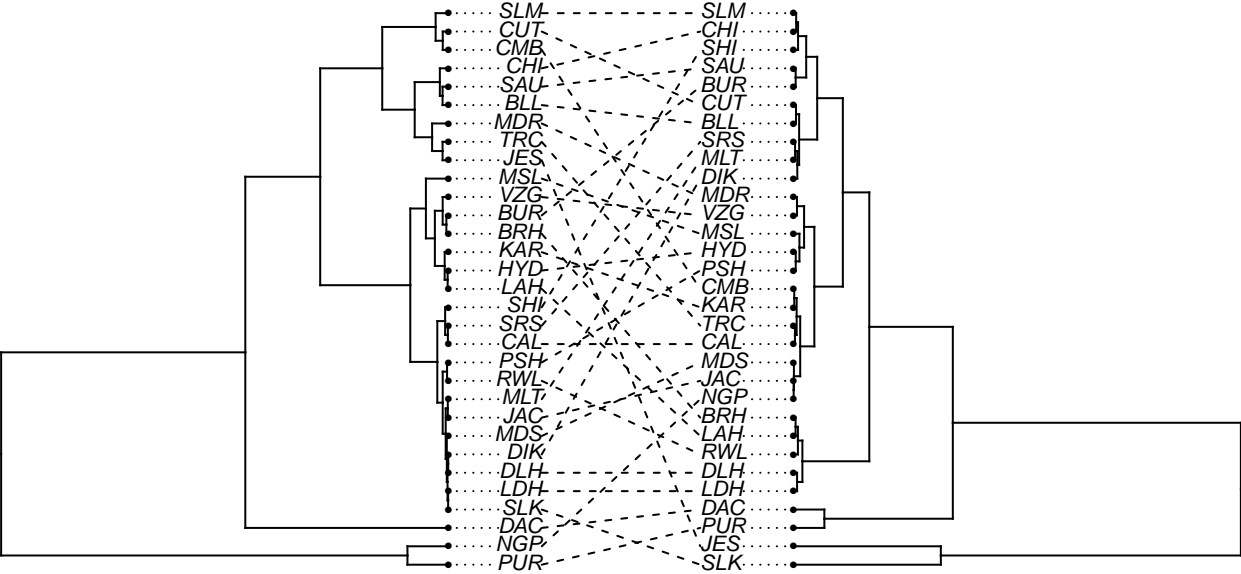 SLM SLM
CUT CHI
CMB SHI
CHI SAU
SAU BUR
BLL CUT
MDR BLL
TRC SRS
JES MLT
MSL DIK
VZG MDR
BUR VZG
BRH MSL
KAR HYD
HYD PSH
LAH CMB
SHI KAR
SRS TRC
CAL CAL
PSH MDS
RWL JAC
MLT NGP
JAC BRH
MDS LAH
DIK RWL
DLH DLH
LDH LDH
SLK DAC
DAC PUR
NGP JES
PUR SLK